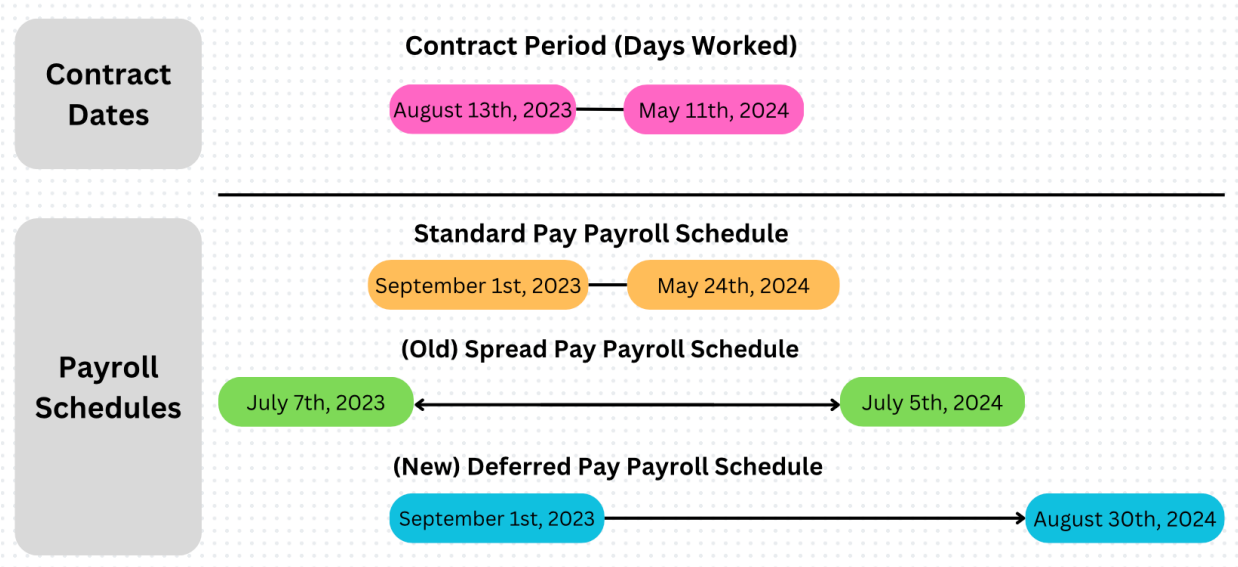 Contract
Dates
Contract Period (Days Worked)
August 13th, 2023
May 11th, 2024
Payroll
Schedules
Standard Pay Payroll Schedule
September 1st, 2023
May 24th, 2024
(Old) Spread Pay Payroll Schedule
July 7th, 2023
July 5th, 2024
(New) Deferred Pay Payroll Schedule
September 1st, 2023
August 30th, 2024